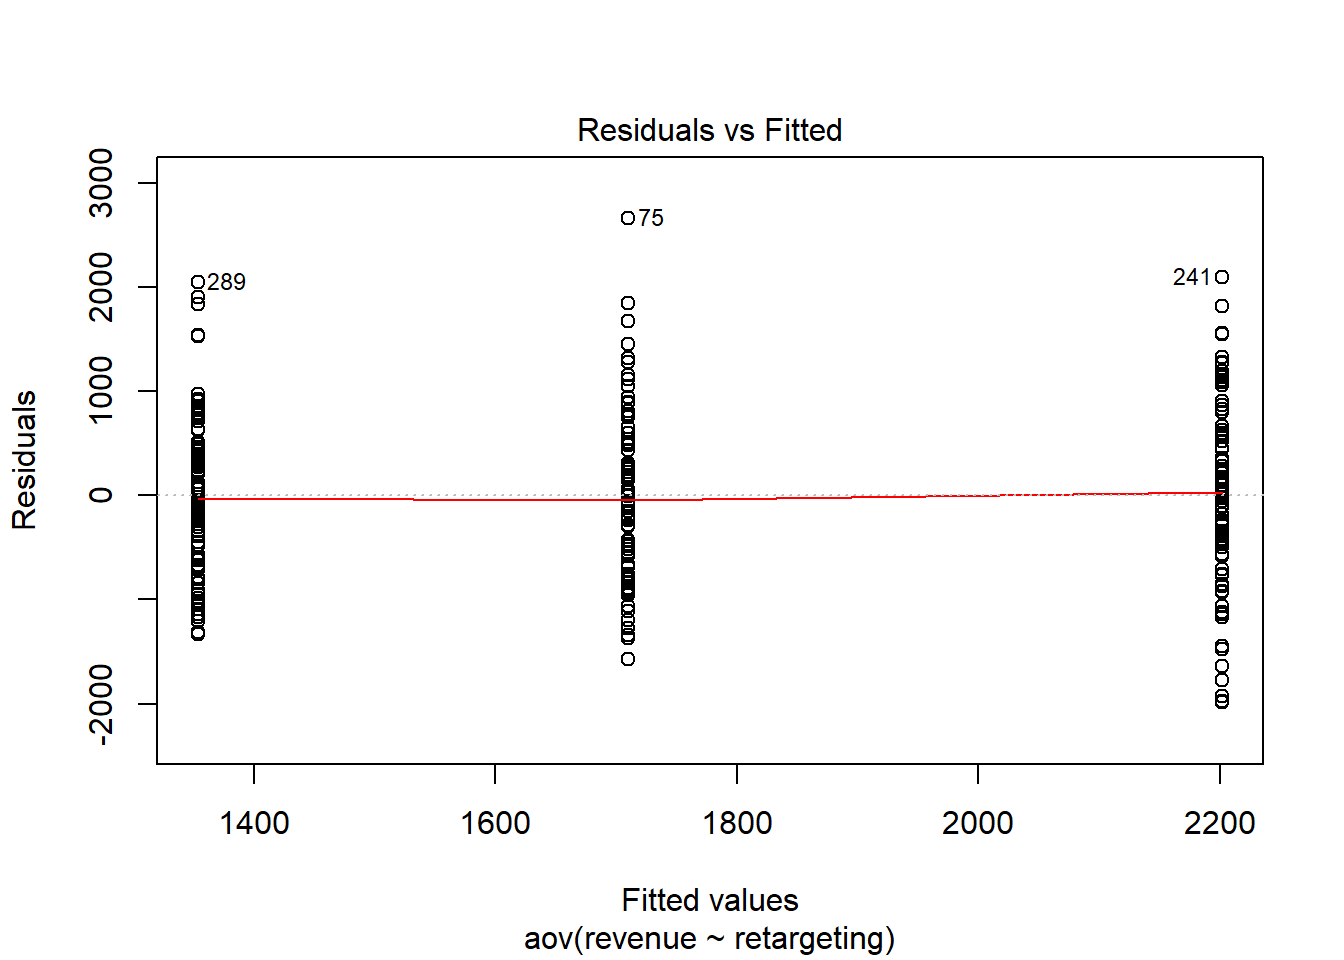 Residuals vs Fitted
3000
2000
1000
0
-2000
Residuals
75
289
241
1400 1600 1800 2000 2200
Fitted values
aov(revenue ~ retargeting)